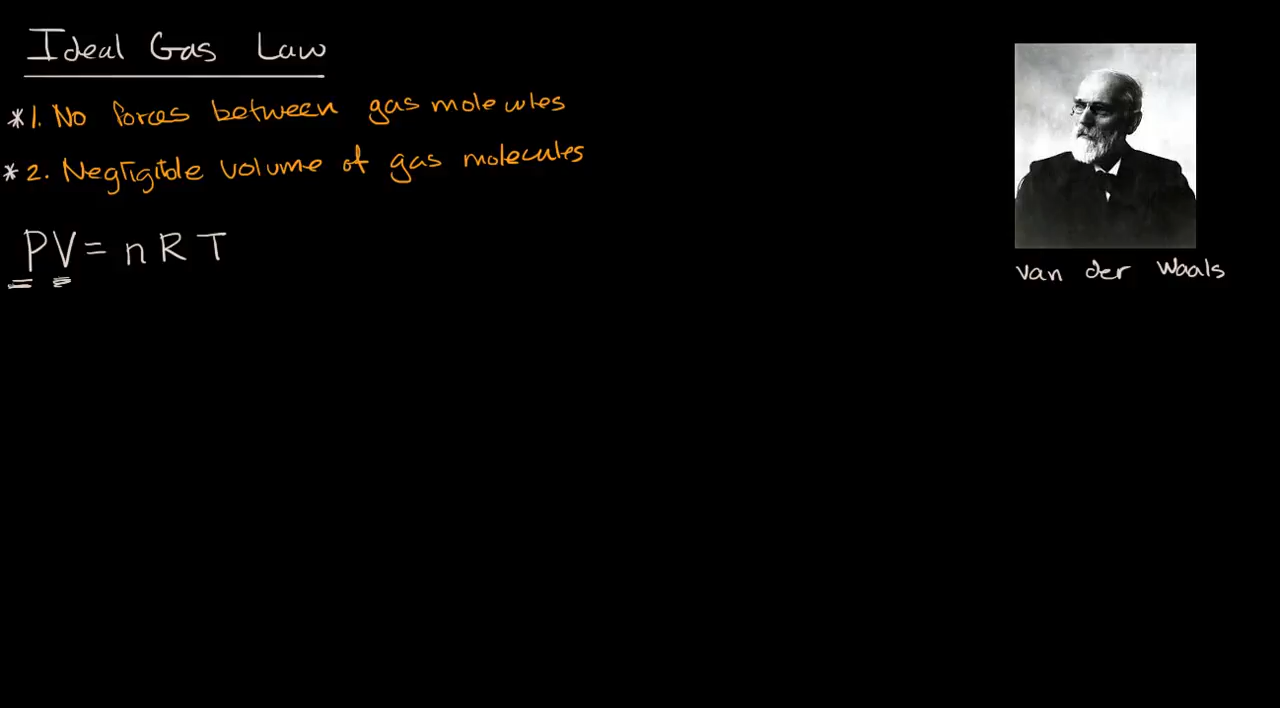 Ideal Gas Law
* 1. No forces between gas molecules
* 2. Negligible volume of gas molecules
PV = nRT
van der Waals